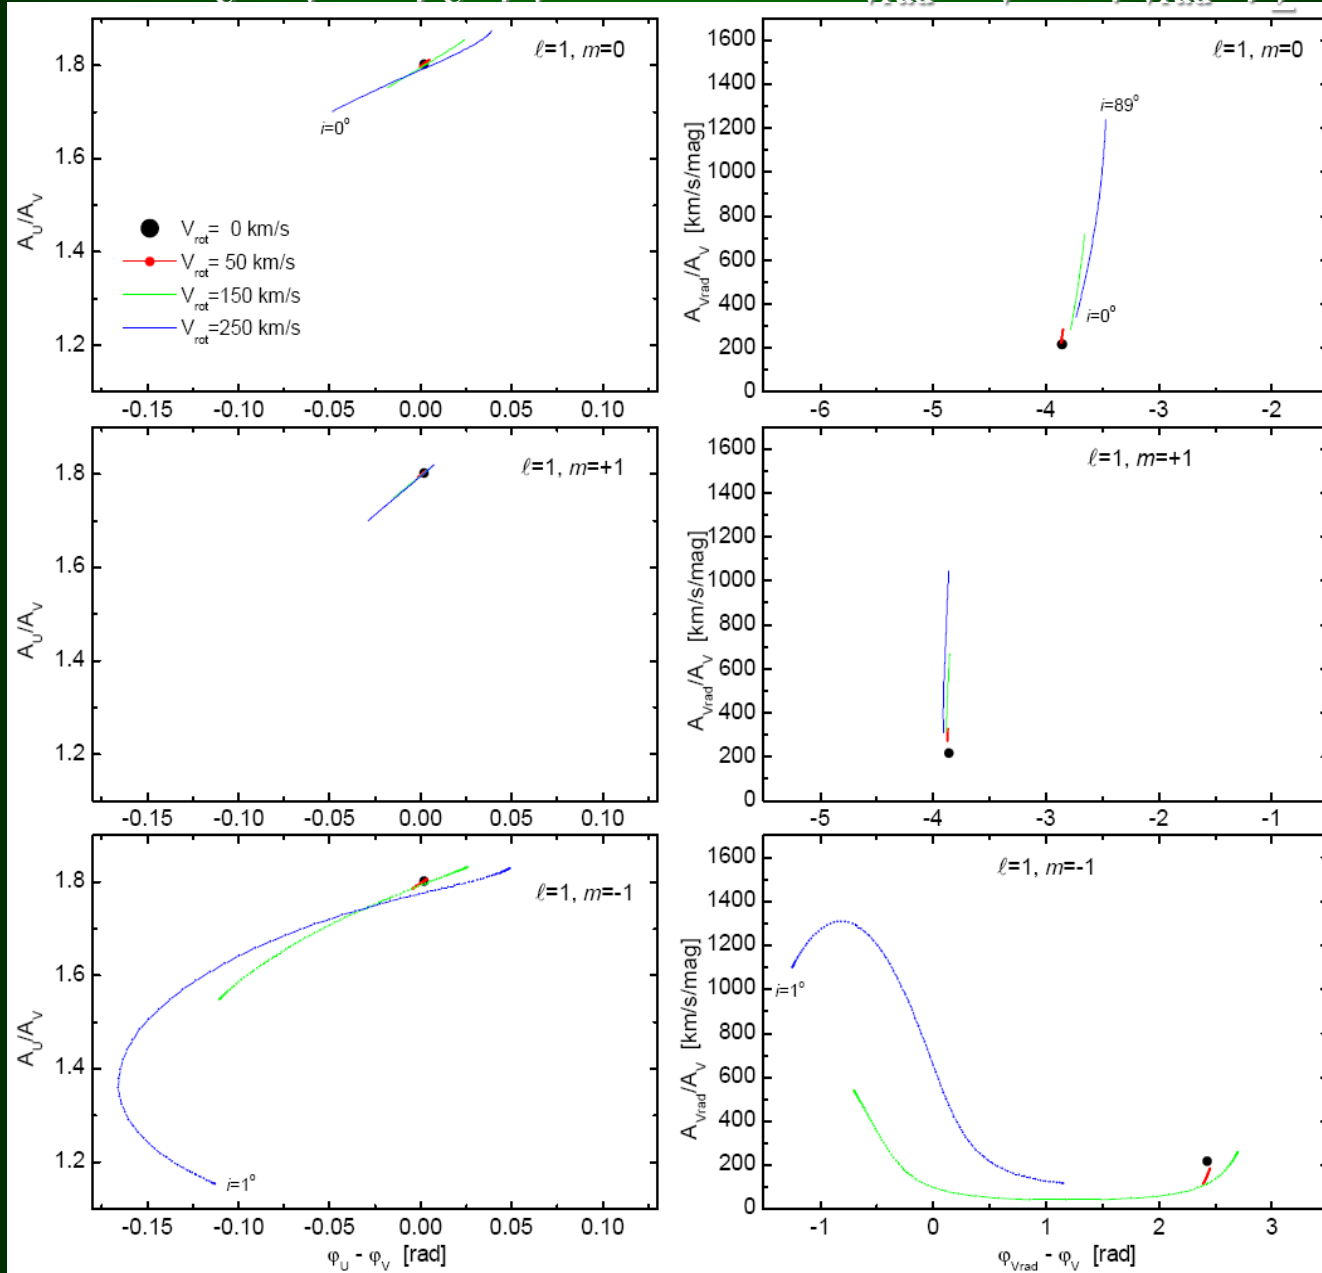 ℓ=1, m=0
i=0°
V_rot= 0 km/s
V_rot= 50 km/s
V_rot=150 km/s
V_rot=250 km/s
A_U/A_V
1.8
1.6
1.4
1.2
-0.15 -0.10 -0.05 0.00 0.05 0.10
ℓ=1, m=0
i=89°
i=0°
A_Vrad/A_V [km/s/mag]
1600
1400
1200
1000
800
600
400
200
0
-6 -5 -4 -3 -2
ℓ=1, m=+1
A_U/A_V
1.8
1.6
1.4
1.2
-0.15 -0.10 -0.05 0.00 0.05 0.10
ℓ=1, m=+1
A_Vrad/A_V [km/s/mag]
1600
1400
1200
1000
800
600
400
200
0
-5 -4 -3 -2 -1
ℓ=1, m=-1
i=1°
A_U/A_V
1.8
1.6
1.4
1.2
-0.15 -0.10 -0.05 0.00 0.05 0.10
φ_U - φ_V [rad]
ℓ=1, m=-1
i=1°
A_Vrad/A_V [km/s/mag]
1600
1400
1200
1000
800
600
400
200
0
-1 0 1 2 3
φ_Vrad - φ_V [rad]